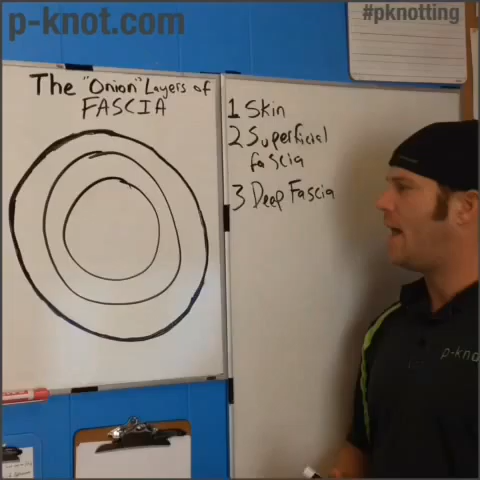 p-knot.com
#pknotting
The "Onion" Layers of
FASCIA
1 Skin
2 Superficial
fascia
3 Deep Fascia
p-kno